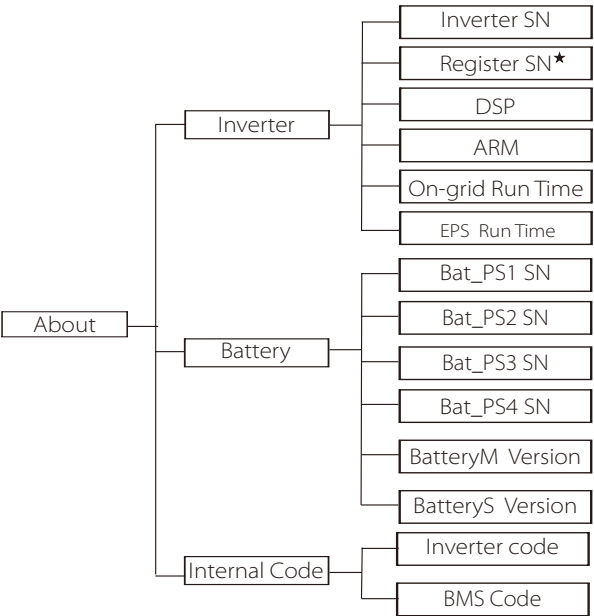 Inverter SN
Register SN★
DSP
Inverter
ARM
On-grid Run Time
EPS Run Time
Bat_PS1 SN
Bat_PS2 SN
About
Battery
Bat_PS3 SN
Bat_PS4 SN
BatteryM Version
BatteryS Version
Inverter code
Internal Code
BMS Code